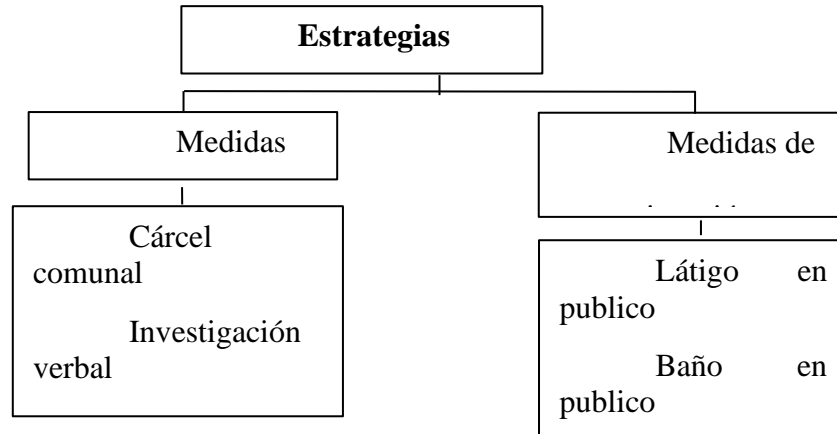 Estrategias
Medidas
Medidas de
Cárcel
comunal
Investigación
verbal
Látigo en
publico
Baño en
publico